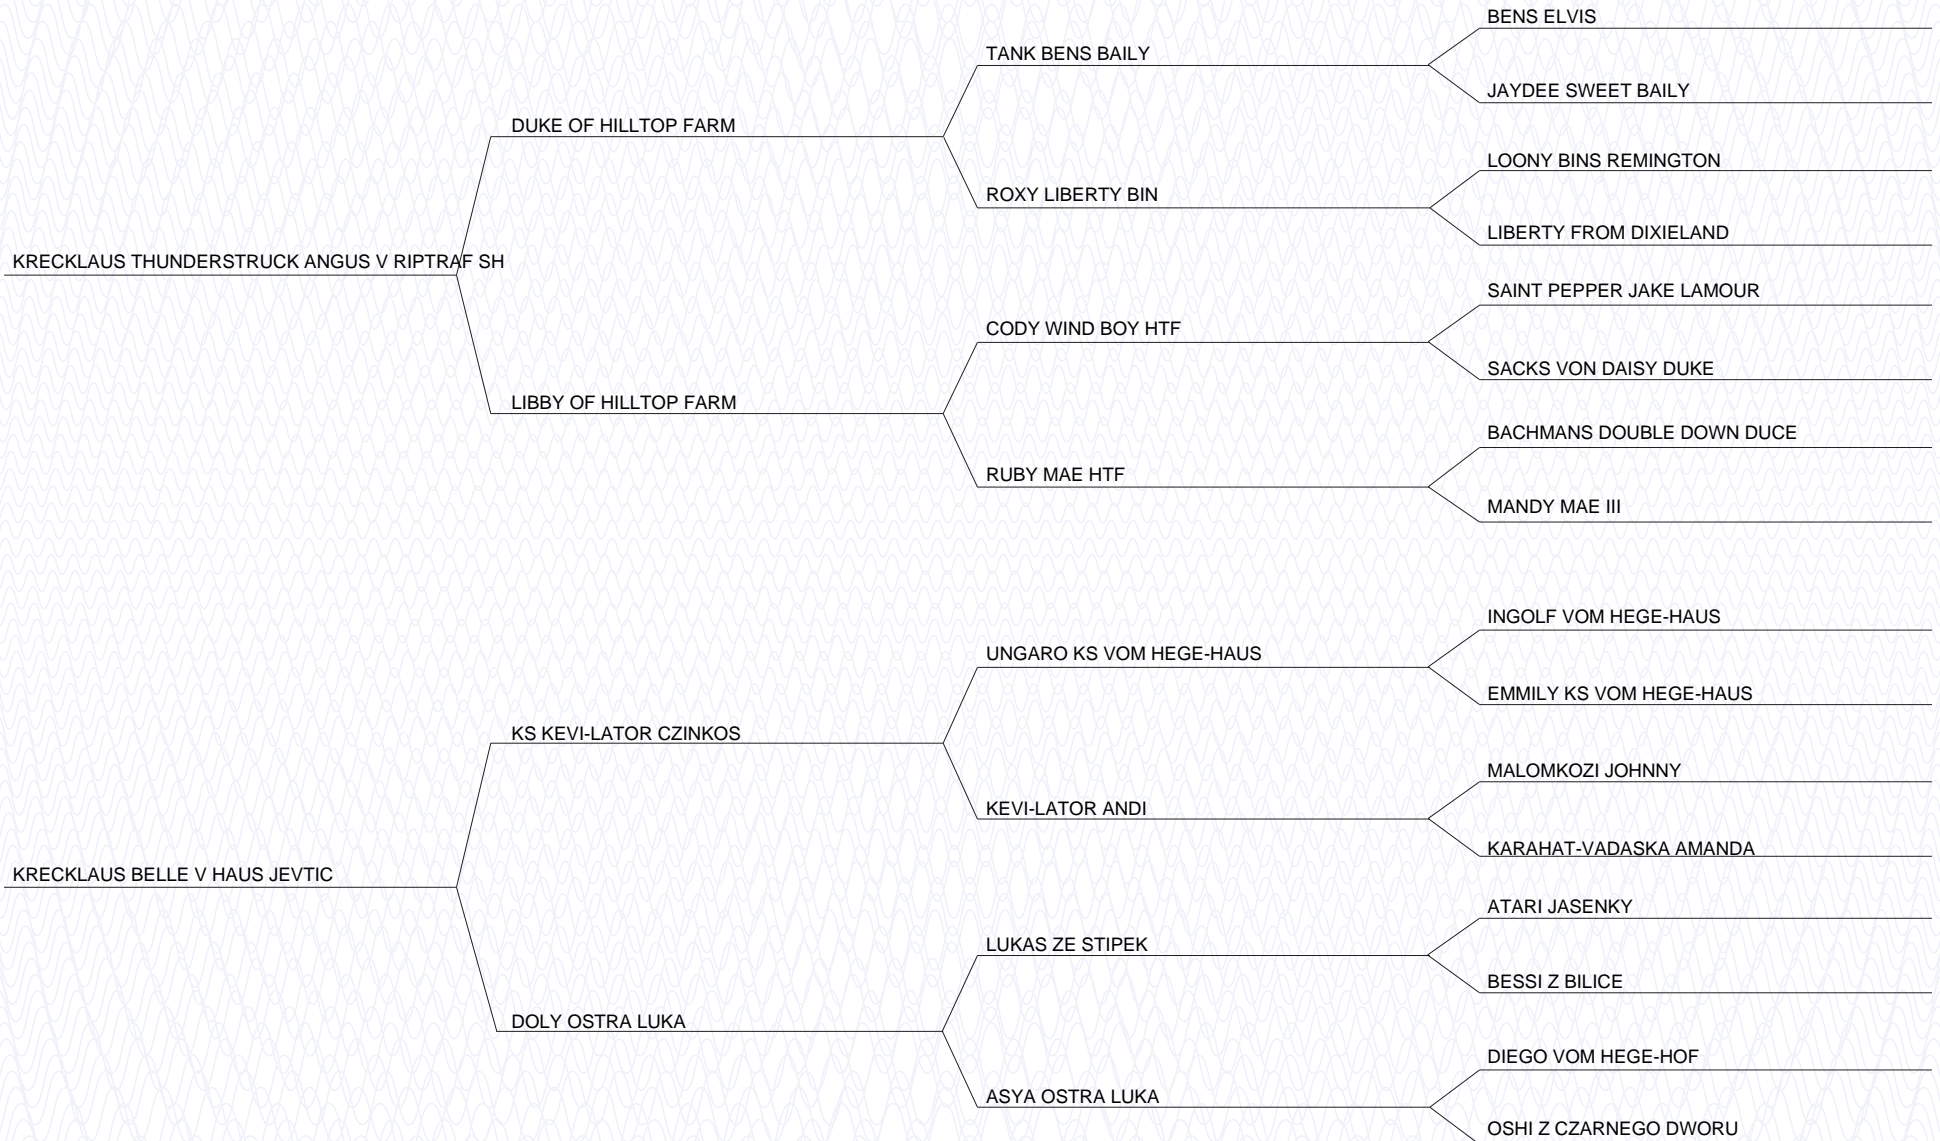 BENS ELVIS
TANK BENS BAILY
JAYDEE SWEET BAILY
DUKE OF HILLTOP FARM
LOONY BINS REMINGTON
ROXY LIBERTY BIN
LIBERTY FROM DIXIELAND
KRECKLAUS THUNDERSTRUCK ANGUS V RIPTRAF SH
SAINT PEPPER JAKE LAMOUR
CODY WIND BOY HTF
SACKS VON DAISY DUKE
LIBBY OF HILLTOP FARM
BACHMANS DOUBLE DOWN DUCE
RUBY MAE HTF
MANDY MAE III
INGOLF VOM HEGE-HAUS
UNGARO KS VOM HEGE-HAUS
EMMILY KS VOM HEGE-HAUS
KS KEVI-LATOR CZINKOS
MALOMKOZI JOHNNY
KEVI-LATOR ANDI
KARAHAT-VADASKA AMANDA
KRECKLAUS BELLE V HAUS JEVTIC
ATARI JASENKY
LUKAS ZE STIPEK
BESSI Z BILICE
DOLY OSTRA LUKA
DIEGO VOM HEGE-HOF
ASYA OSTRA LUKA
OSHI Z CZARNEGO DWORU